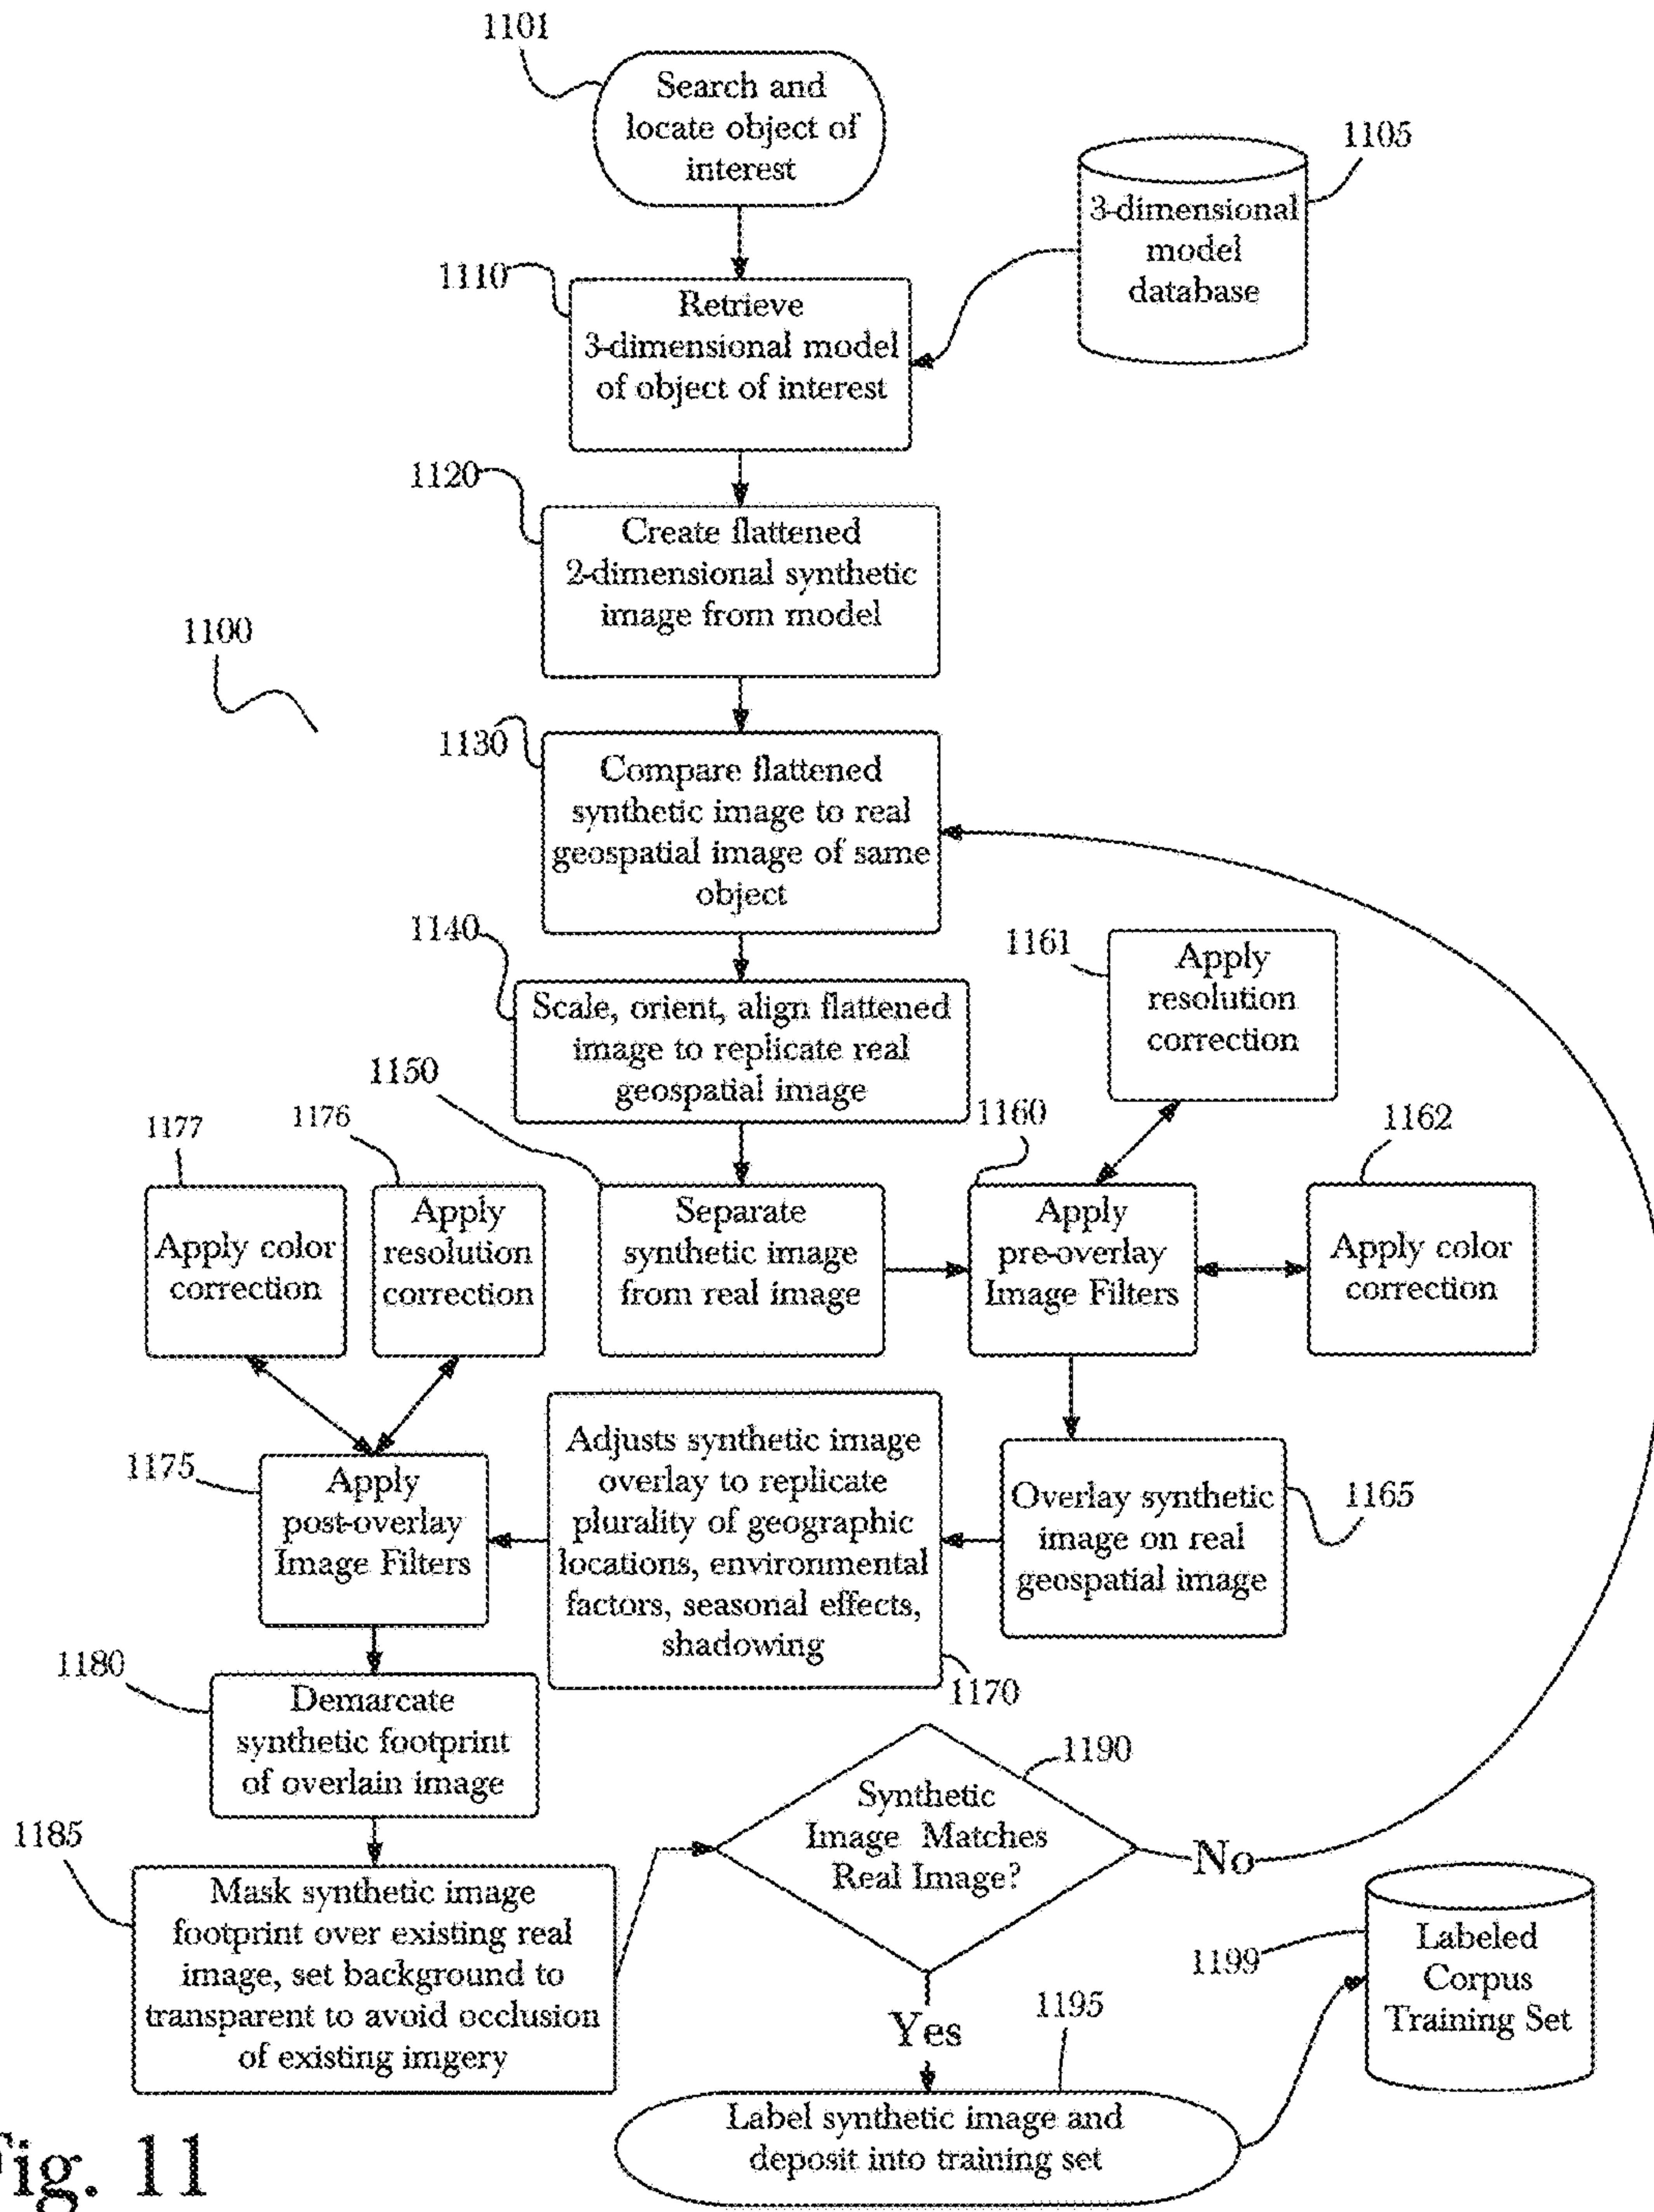 1101
Search and
locate object of
interest
1105
3-dimensional
model
database
1110
Retrieve
3-dimensional model
of object of interest
1120
Create flattened
2-dimensional synthetic
image from model
1100
1130
Compare flattened
synthetic image to real
geospatial image of same
object
1140
Scale, orient, align flattened
image to replicate real
geospatial image
1161
Apply
resolution
correction
1150
1160
1177
1176
1162
Apply color
correction
Apply
resolution
correction
Separate
synthetic image
from real image
Apply
pre-overlay
Image Filters
Apply color
correction
1175
Apply
post-overlay
Image Filters
Adjusts synthetic image
overlay to replicate
plurality of geographic
locations, environmental
factors, seasonal effects,
shadowing
1170
Overlay synthetic
image on real
geospatial image
1165
1180
Demarcate
synthetic footprint
of overlain image
1190
Synthetic
Image Matches
Real Image?
No
1185
Mask synthetic image
footprint over existing real
image, set background to
transparent to avoid occlusion
of existing imgery
Yes
1199
Labeled
Corpus
Training Set
1195
Label synthetic image and
deposit into training set
Fig. 11